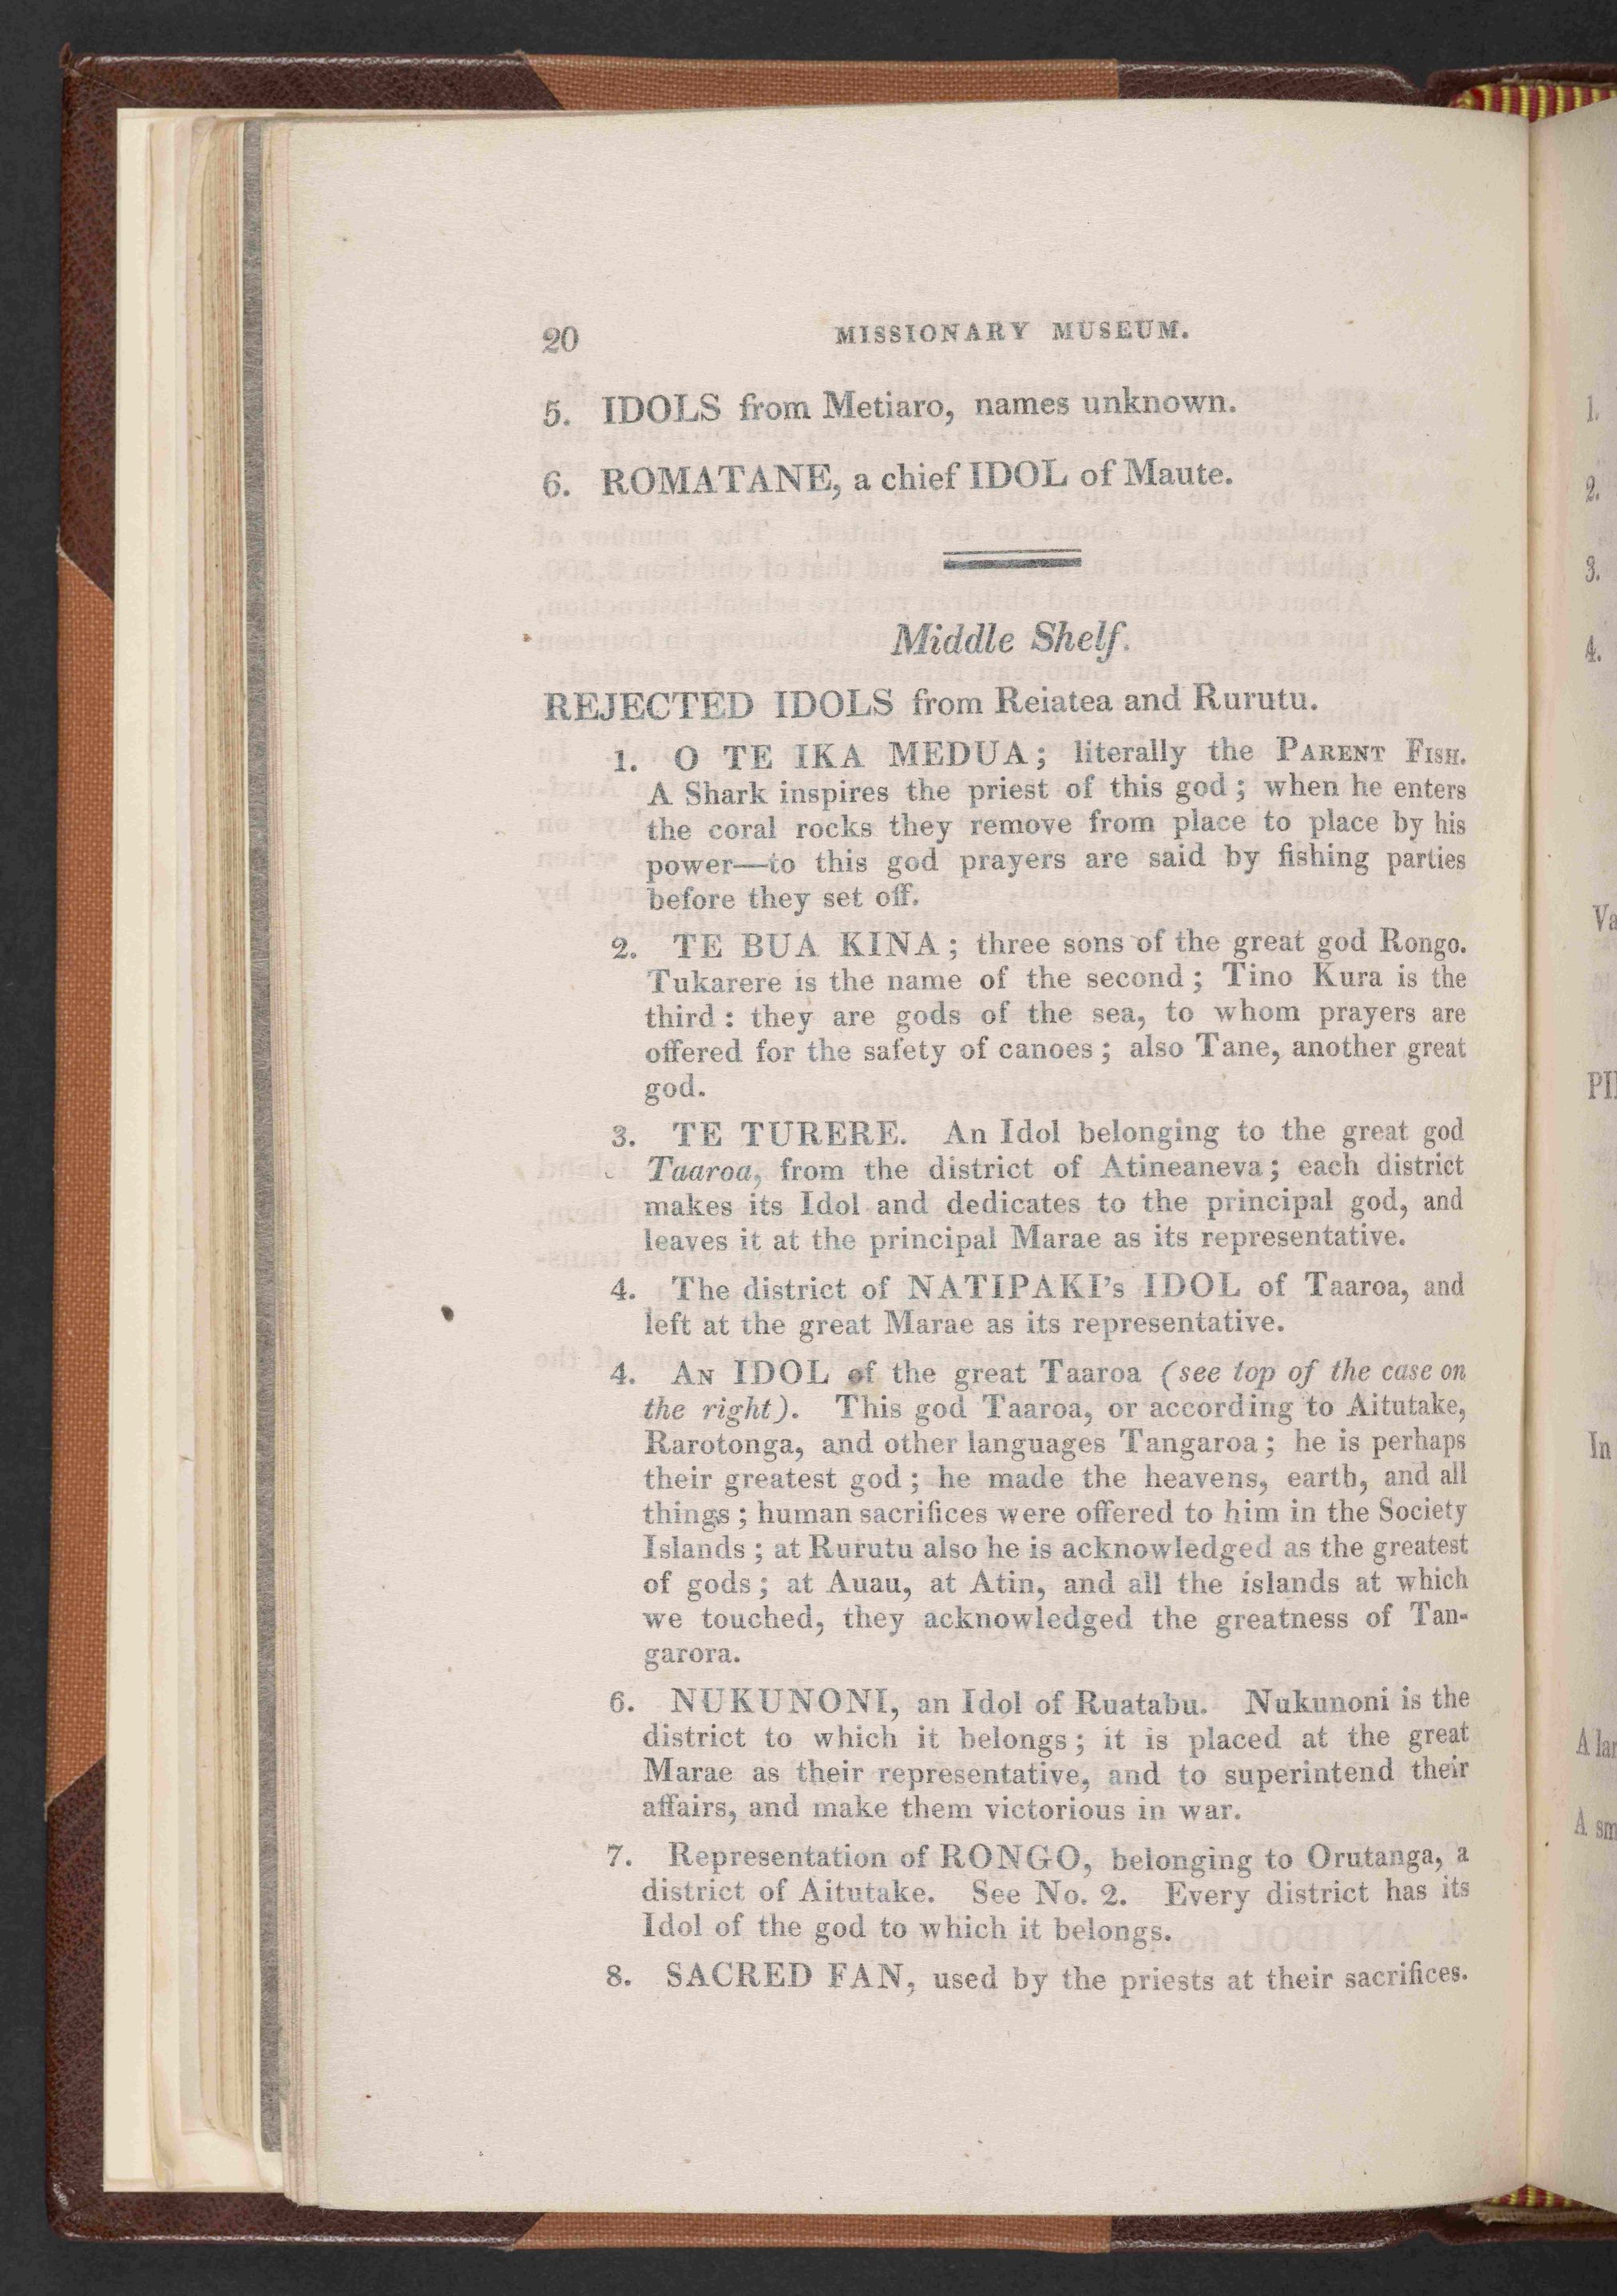 20 MISSIONARY MUSEUM.
5. IDOLS from Metiaro, names unknown.
6. ROMATANE, a chief IDOL of Maute.
Middle Shelf.
REJECTED IDOLS from Reiatea and Rurutu.
1. O TE IKA MEDUA; literally the PARENT FISH.
A Shark inspires the priest of this god; when he enters
the coral rocks they remove from place to place by his
power—to this god prayers are said by fishing parties
before they set off.
2. TE BUA KINA; three sons of the great god Rongo.
Tukarere is the name of the second; Tino Kura is the
third: they are gods of the sea, to whom prayers are
offered for the safety of canoes; also Tane, another great
god.
3. TE TURERE. An Idol belonging to the great god
Taaroa, from the district of Atineaneva; each district
makes its Idol and dedicates to the principal god, and
leaves it at the principal Marae as its representative.
4. The district of NATIPAKI's IDOL of Taaroa, and
left at the great Marae as its representative.
4. AN IDOL of the great Taaroa (see top of the case on
the right). This god Taaroa, or according to Aitutake,
Rarotonga, and other languages Tangaroa; he is perhaps
their greatest god; he made the heavens, earth, and all
things; human sacrifices were offered to him in the Society
Islands; at Rurutu also he is acknowledged as the greatest
of gods; at Auau, at Atin, and all the islands at which
we touched, they acknowledged the greatness of Tan-
garora.
6. NUKUNONI, an Idol of Ruatabu. Nukunoni is the
district to which it belongs; it is placed at the great
Marae as their representative, and to superintend their
affairs, and make them victorious in war.
7. Representation of RONGO, belonging to Orutanga, a
district of Aitutake. See No. 2. Every district has its
Idol of the god to which it belongs.
8. SACRED FAN, used by the priests at their sacrifices.
1.
2.
3.
4.
In